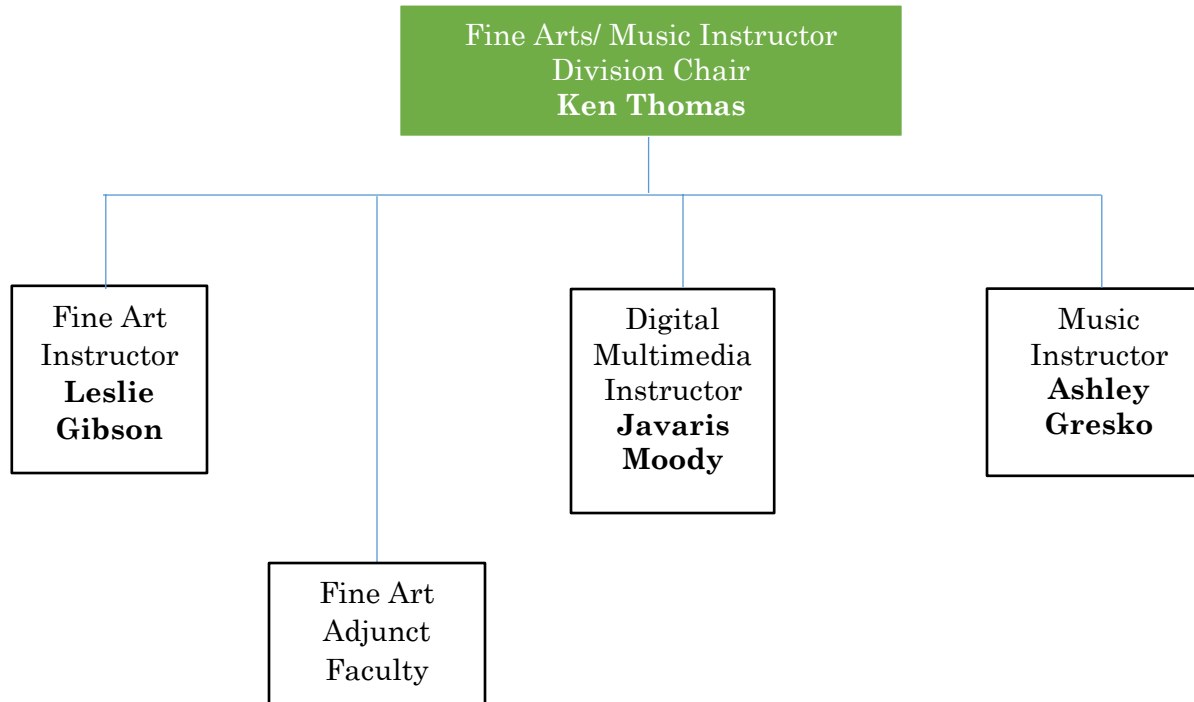 Fine Arts/ Music Instructor
Division Chair
Ken Thomas
Fine Art
Instructor
Leslie
Gibson
Digital
Multimedia
Instructor
Javaris
Moody
Music
Instructor
Ashley
Gresko
Fine Art
Adjunct
Faculty